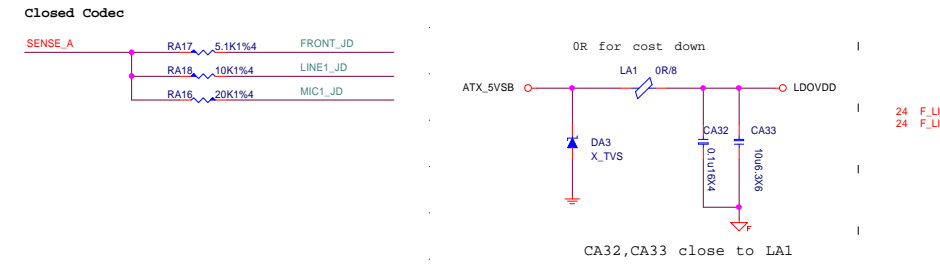 Closed Codec
SENSE_A
RA17 5.1K1%4 FRONT_JD
RA18 10K1%4 LINE1_JD
RA16 20K1%4 MIC1_JD
0R for cost down
LA1 0R/8
ATX_5VSB
LDOVDD
DA3
X_TVS
CA32
0.1u16X4
CA33
10u6.3X6
F
CA32,CA33 close to LA1
24 F_LI
24 F_LI